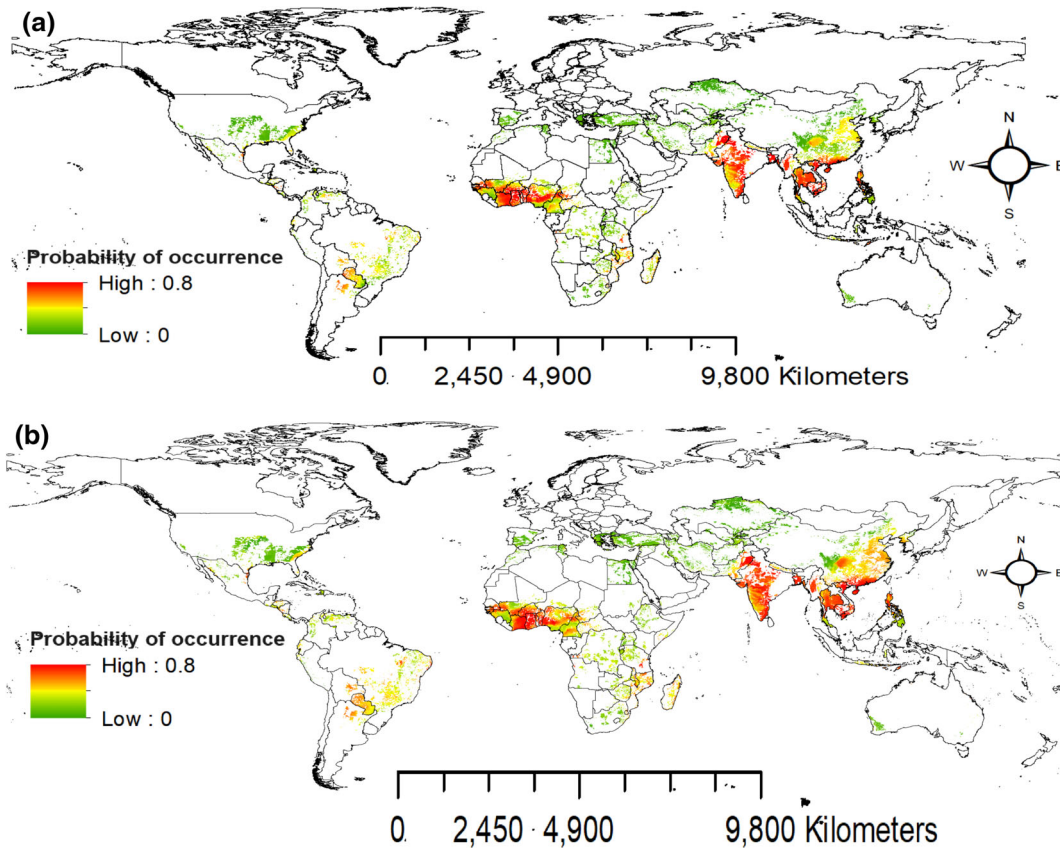 (a)
N
W E
S
Probability of occurrence
High : 0.8
Low : 0
0 2,450 4,900 9,800 Kilometers
(b)
N
W E
S
Probability of occurrence
High : 0.8
Low : 0
0 2,450 4,900 9,800 Kilometers